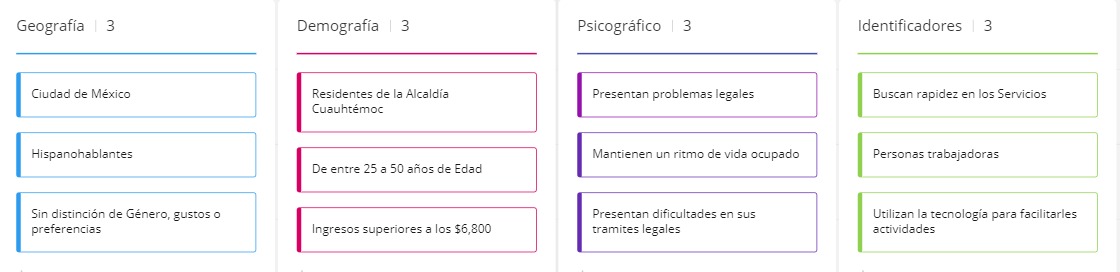 Geografía | 3
Ciudad de México
Hispanohablantes
Sin distinción de Género, gustos o
preferencias
Demografía | 3
Residentes de la Alcaldía
Cuauhtémoc
De entre 25 a 50 años de Edad
Ingresos superiores a los $6,800
Psicográfico | 3
Presentan problemas legales
Mantienen un ritmo de vida ocupado
Presentan dificultades en sus
tramites legales
Identificadores | 3
Buscan rapidez en los Servicios
Personas trabajadoras
Utilizan la tecnología para facilitarles
actividades